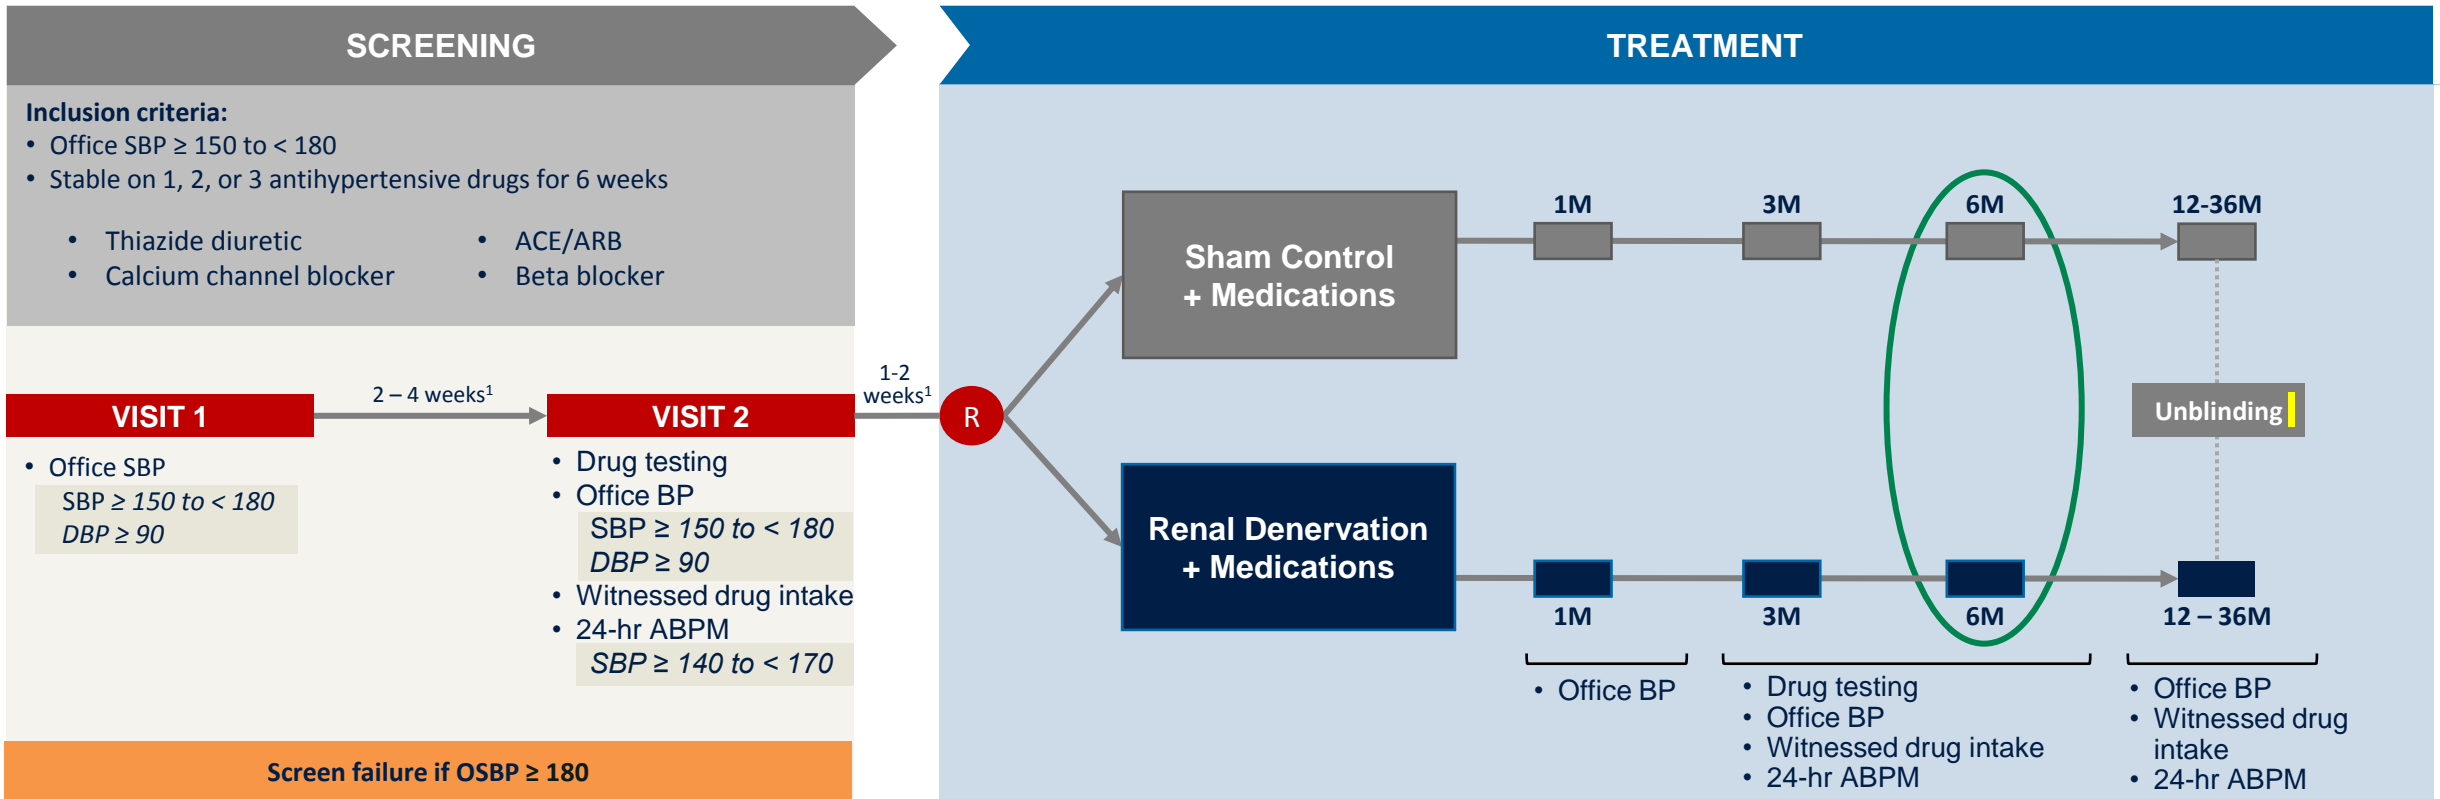 SCREENING
Inclusion criteria:
• Office SBP ≥ 150 to < 180
• Stable on 1, 2, or 3 antihypertensive drugs for 6 weeks
• Thiazide diuretic
• Calcium channel blocker
• ACE/ARB
• Beta blocker
VISIT 1
2 – 4 weeks¹
VISIT 2
1-2
weeks¹
• Office SBP
SBP ≥ 150 to < 180
DBP ≥ 90
• Drug testing
• Office BP
SBP ≥ 150 to < 180
DBP ≥ 90
• Witnessed drug intake
• 24-hr ABPM
SBP ≥ 140 to < 170
Screen failure if OSBP ≥ 180
TREATMENT
R
Sham Control
+ Medications
1M
3M
6M
12-36M
Unblinding
Renal Denervation
+ Medications
1M
3M
6M
12 – 36M
• Office BP
• Drug testing
• Office BP
• Witnessed drug intake
• 24-hr ABPM
• Office BP
• Witnessed drug
intake
• 24-hr ABPM